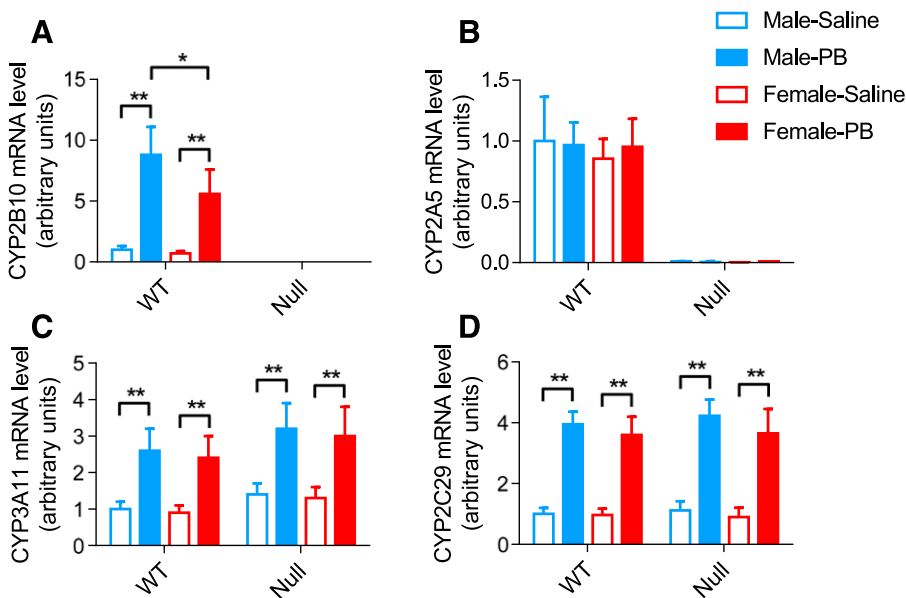 A
CYP2B10 mRNA level
(arbitrary units)
15
10
5
0
**
*
**
WT
Null
B
CYP2A5 mRNA level
(arbitrary units)
1.5
1.0
0.5
0.0
WT
Null
Male-Saline
Male-PB
Female-Saline
Female-PB
C
CYP3A11 mRNA level
(arbitrary units)
5
4
3
2
1
0
**
**
**
**
WT
Null
D
CYP2C29 mRNA level
(arbitrary units)
6
4
2
0
**
**
**
**
WT
Null